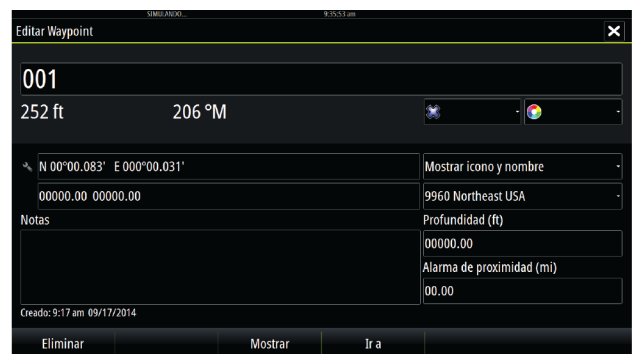 SIMULANDO... 9:35:53 am
Editar Waypoint
001
252 ft 206 °M
N 00°00.083' E 000°00.031' Mostrar icono y nombre
00000.00 00000.00 9960 Northeast USA
Notas Profundidad (ft)
00000.00
Alarma de proximidad (mi)
00.00
Creado: 9:17 am 09/17/2014
Eliminar Mostrar Ir a